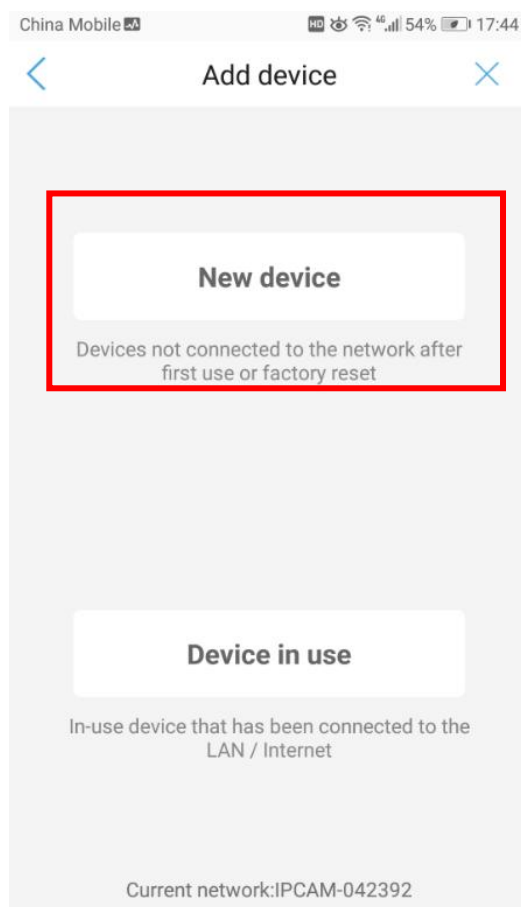 China Mobile HD 46 54% 17:44
Add device
New device
Devices not connected to the network after
first use or factory reset
Device in use
In-use device that has been connected to the
LAN / Internet
Current network:IPCAM-042392